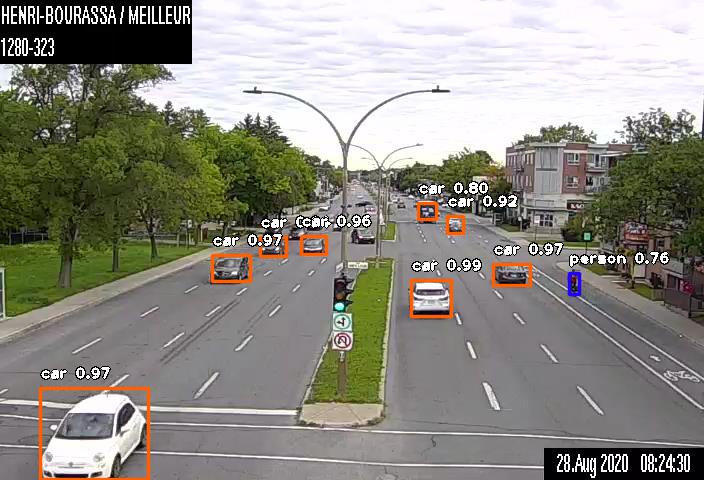 HENRI-BOURASSA / MEILLEUR
1280-323
car 0.80
car 0.92
car 0.96
car 0.97
car 0.97
person 0.76
car 0.99
car 0.97
28.Aug 2020 08:24:30